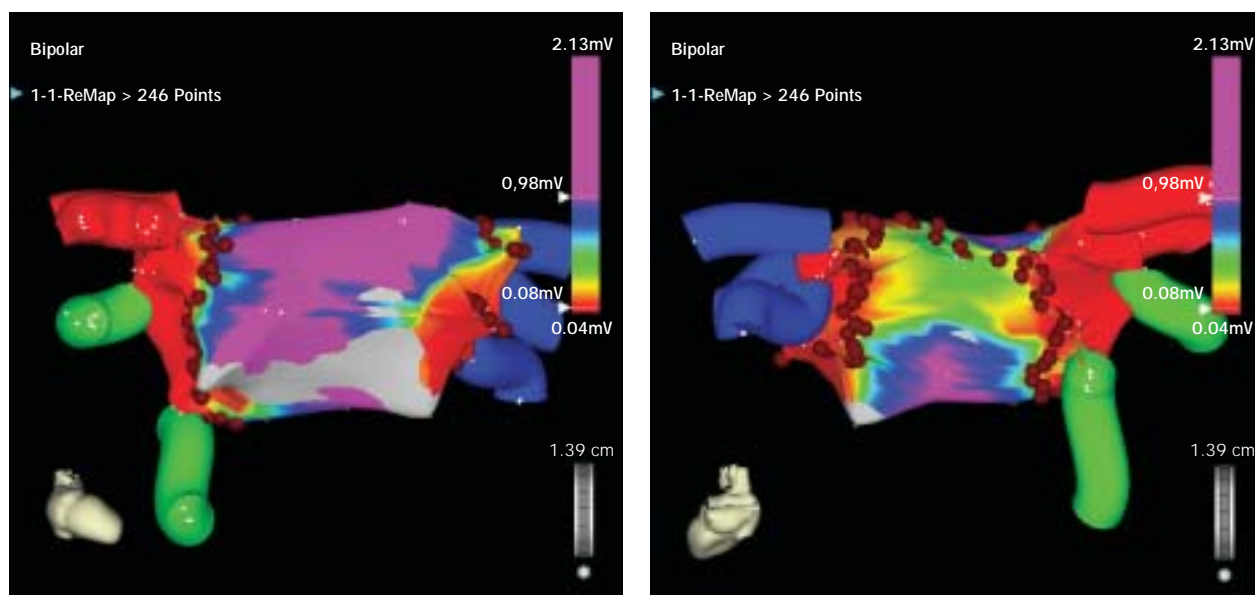 Bipolar
2.13mV
1-1-ReMap > 246 Points
0,98mV
0.08mV
0.04mV
1.39 cm
Bipolar
2.13mV
1-1-ReMap > 246 Points
0,98mV
0.08mV
0.04mV
1.39 cm